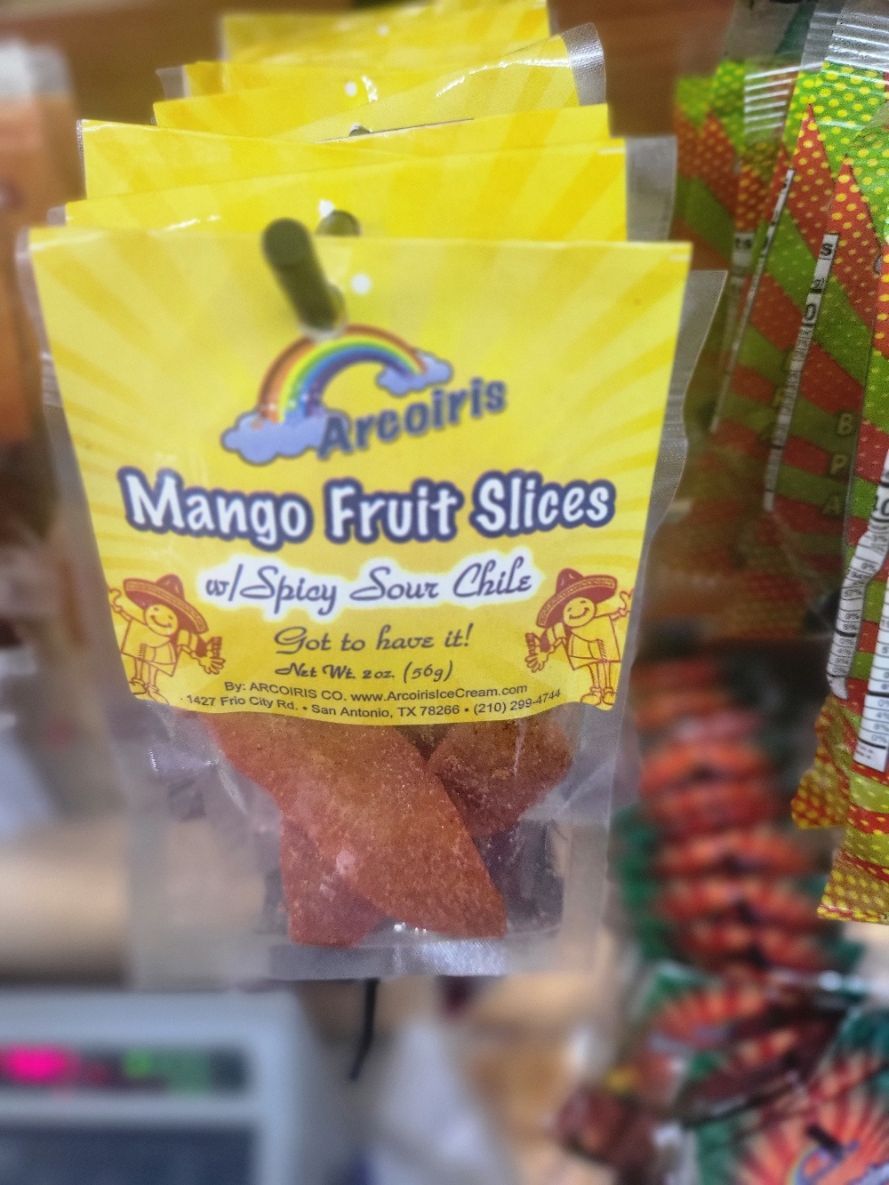 Arcoiris
Mango Fruit Slices
w/Spicy Sour Chile
Got to have it!
Net Wt. 2oz. (56g)
By: ARCOIRIS CO. www.ArcoirisIceCream.com
1427 Frio City Rd. • San Antonio, TX 78266 • (210) 299-4744